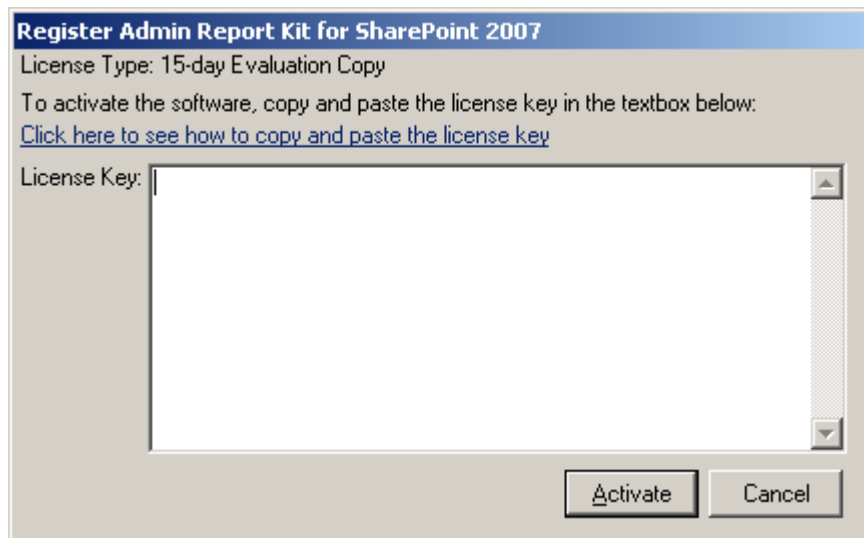 Register Admin Report Kit for SharePoint 2007
License Type: 15-day Evaluation Copy
To activate the software, copy and paste the license key in the textbox below:
Click here to see how to copy and paste the license key
License Key:
Activate Cancel